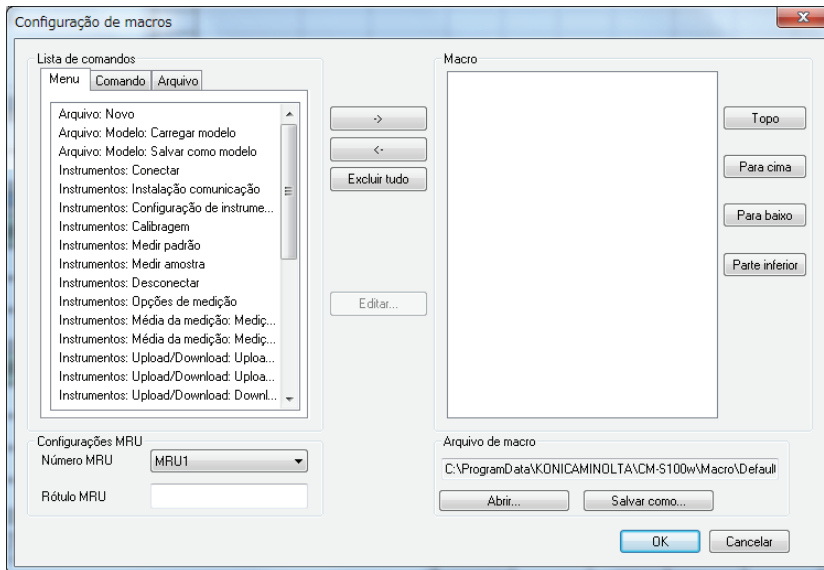 Configuração de macros
Lista de comandos
Menu
Comando
Arquivo
Arquivo: Novo
Arquivo: Modelo: Carregar modelo
Arquivo: Modelo: Salvar como modelo
Instrumentos: Conectar
Instrumentos: Instalação comunicação
Instrumentos: Configuração de instrume...
Instrumentos: Calibragem
Instrumentos: Medir padrão
Instrumentos: Medir amostra
Instrumentos: Desconectar
Instrumentos: Opções de medição
Instrumentos: Média da medição: Mediç...
Instrumentos: Média da medição: Mediç...
Instrumentos: Upload/Download: Uploa...
Instrumentos: Upload/Download: Uploa...
Instrumentos: Upload/Download: Downl...
->
<-
Excluir tudo
Editar...
Macro
Topo
Para cima
Para baixo
Parte inferior
Configurações MRU
Número MRU
MRU1
Rótulo MRU
Arquivo de macro
C:\ProgramData\KONICAMINOLTA\CM-S100w\Macro\Defaul
Abrir...
Salvar como...
OK
Cancelar